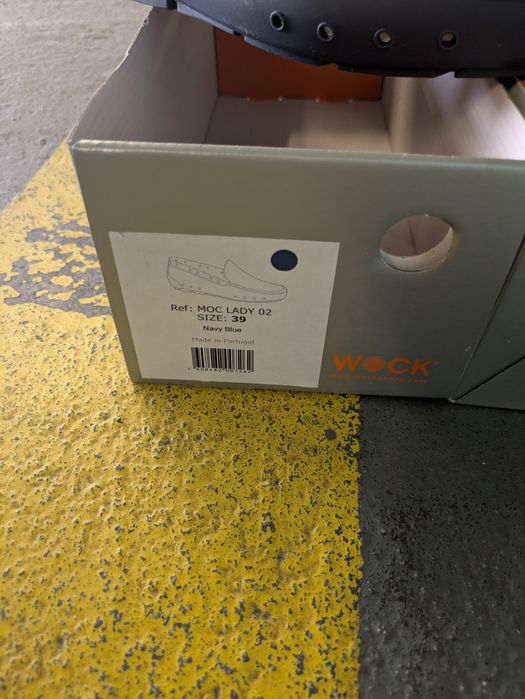 Ref: MOC LADY 02
SIZE: 39
Navy Blue
Made in Portugal
WOCK®